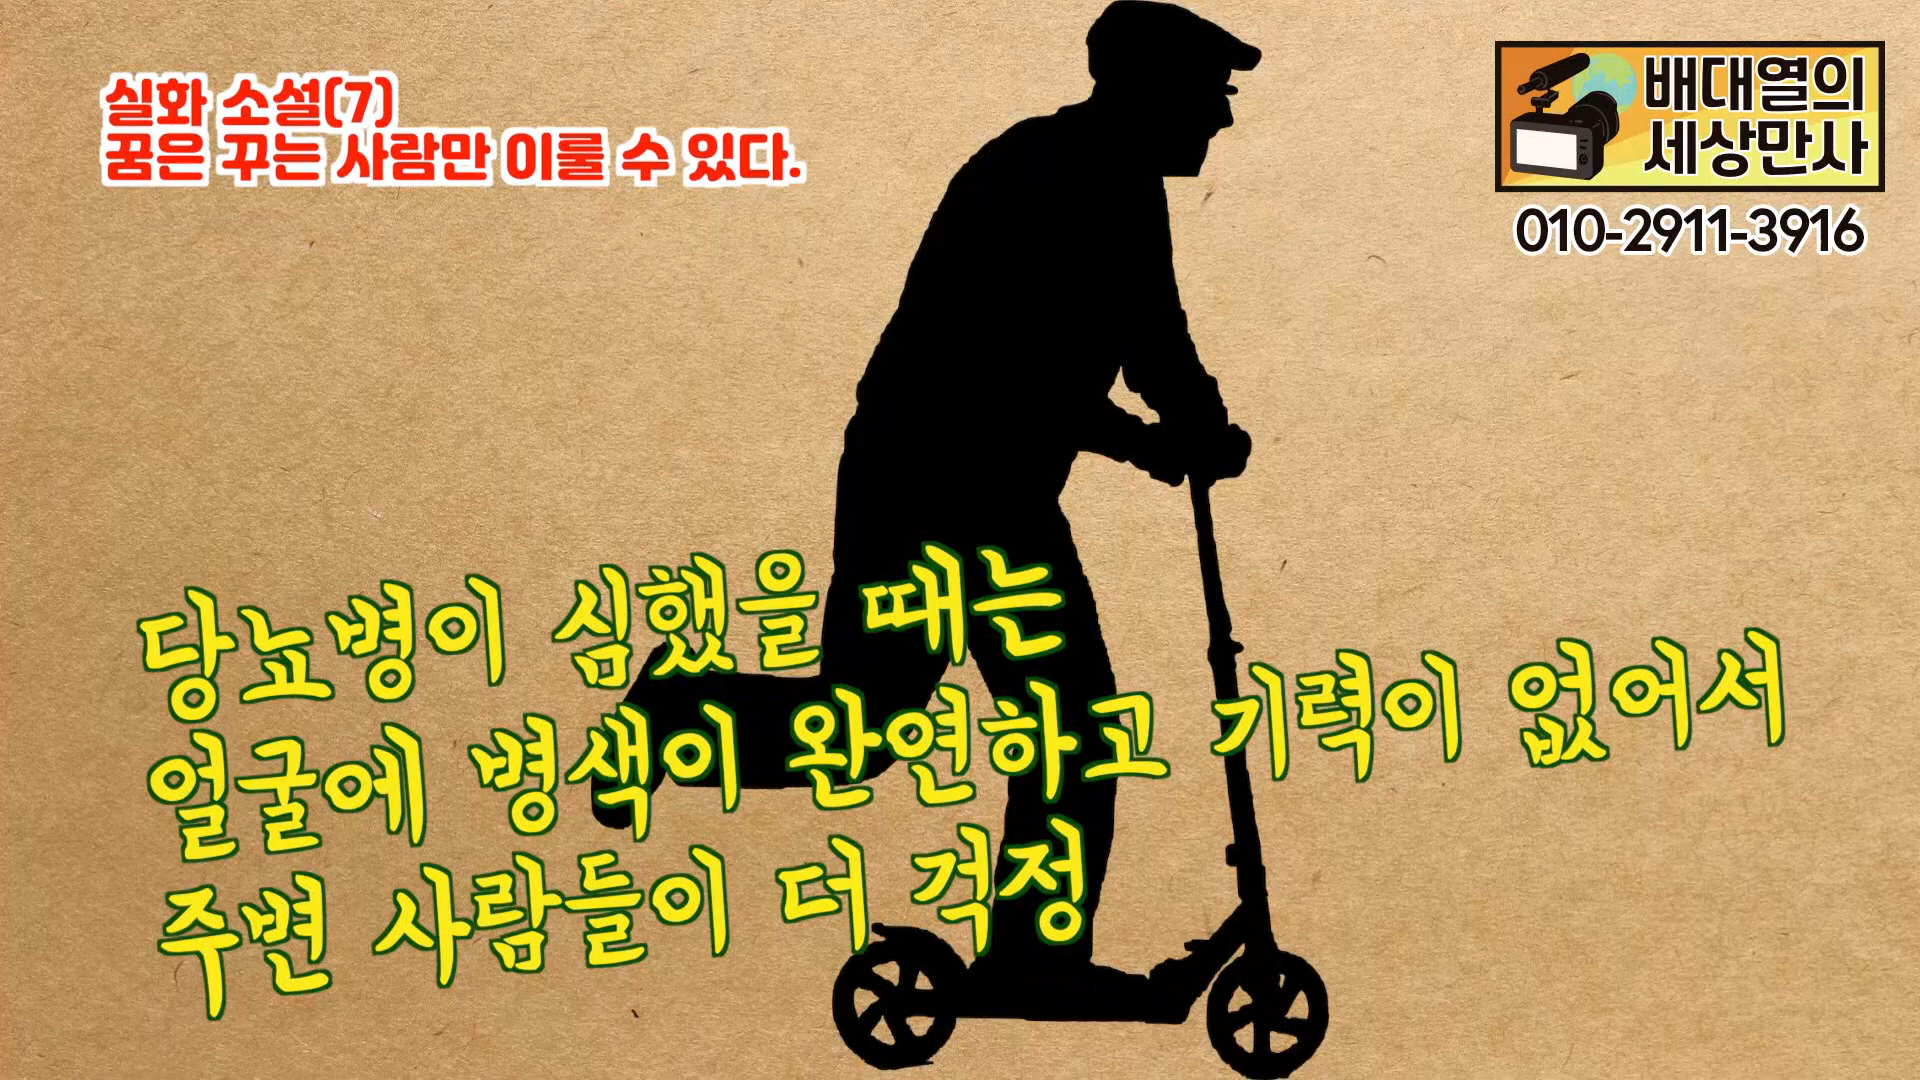 실화 소설(7)
꿈은 꾸는 사람만 이룰 수 있다.
배대열의
세상만사
010-2911-3916
당뇨병이 심했을 때는
얼굴에 병색이 완연하고 기력이 없어서
주변 사람들이 더 걱정